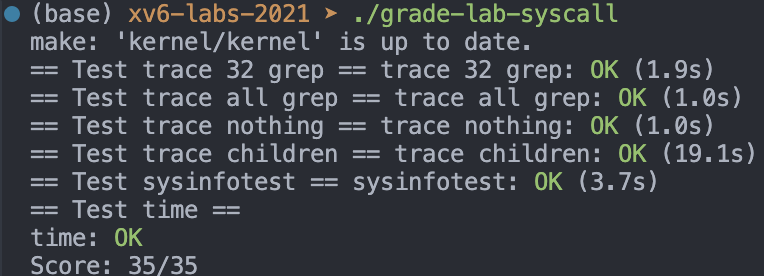 (base) xv6-labs-2021 ➤ ./grade-lab-syscall
make: 'kernel/kernel' is up to date.
== Test trace 32 grep == trace 32 grep: OK (1.9s)
== Test trace all grep == trace all grep: OK (1.0s)
== Test trace nothing == trace nothing: OK (1.0s)
== Test trace children == trace children: OK (19.1s)
== Test sysinfotest == sysinfotest: OK (3.7s)
== Test time ==
time: OK
Score: 35/35